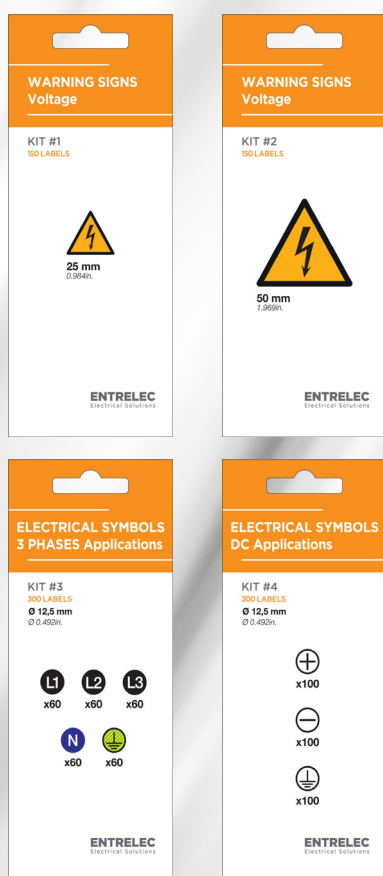 WARNING SIGNS
Voltage
KIT #1
150 LABELS
25 mm
0.984in.
ENTRELEC
Electrical Solutions
WARNING SIGNS
Voltage
KIT #2
150 LABELS
50 mm
1.969in.
ENTRELEC
Electrical Solutions
ELECTRICAL SYMBOLS
3 PHASES Applications
KIT #3
300 LABELS
Ø 12,5 mm
Ø 0.492in.
L1 L2 L3
x60 x60 x60
N
x60 x60
ENTRELEC
Electrical Solutions
ELECTRICAL SYMBOLS
DC Applications
KIT #4
300 LABELS
Ø 12,5 mm
Ø 0.492in.
x100
x100
x100
ENTRELEC
Electrical Solutions